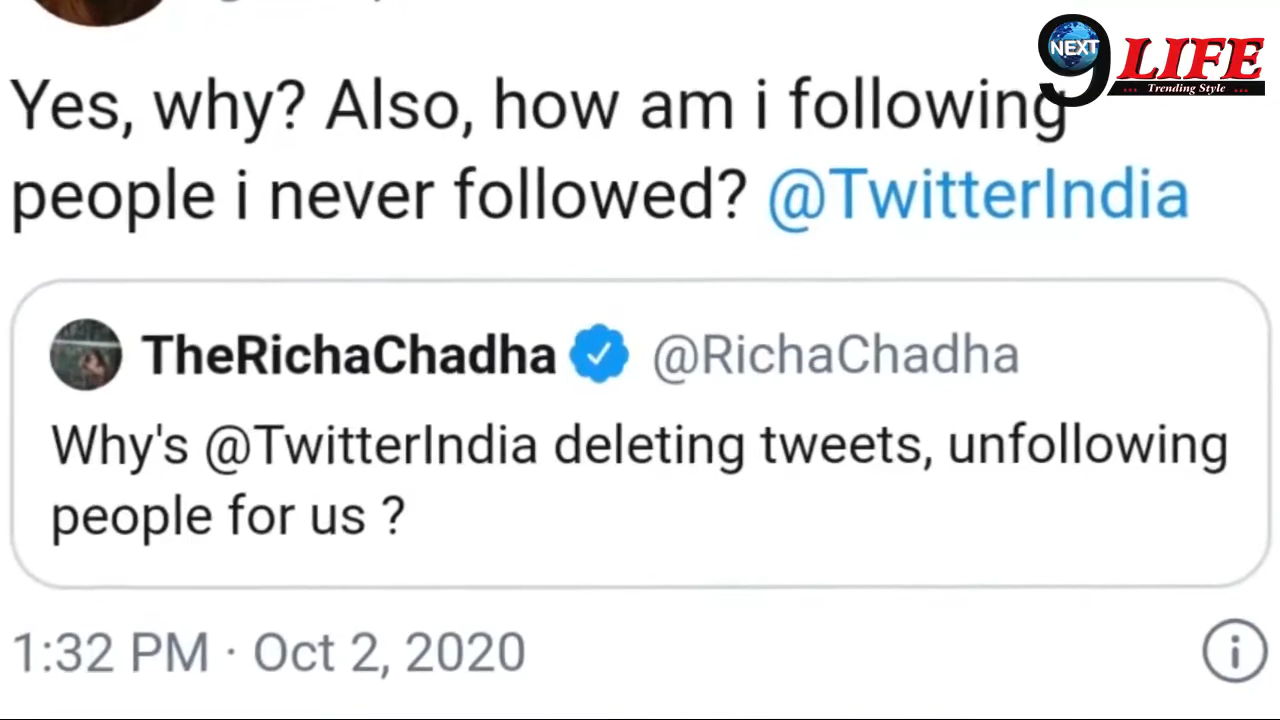 9
NEXT
LIFE
... Trending Style ...
Yes, why? Also, how am i following
people i never followed? @TwitterIndia
TheRichaChadha @RichaChadha
Why's @TwitterIndia deleting tweets, unfollowing
people for us ?
1:32 PM · Oct 2, 2020